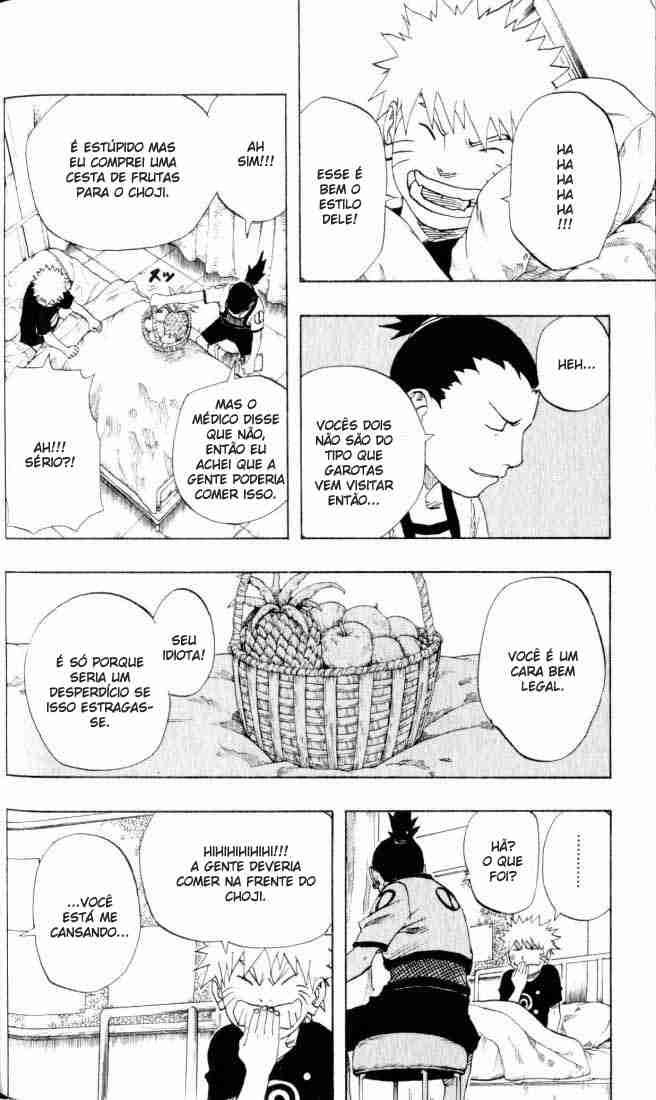 HA
HA
HA
HA
HA
!!!
ESSE É
BEM O
ESTILO
DELE!
HEH...
VOCÊS DOIS
NÃO SÃO DO
TIPO QUE
GAROTAS
VEM VISITAR
ENTÃO...
AH
SIM!!!
É ESTÚPIDO MAS
EU COMPREI UMA
CESTA DE FRUTAS
PARA O CHOJI.
スッ
MAS O
MÉDICO DISSE
QUE NÃO,
ENTÃO EU
ACHEI QUE A
GENTE PODERIA
COMER ISSO.
AH!!!
SÉRIO?!
VOCÊ É UM
CARA BEM
LEGAL.
SEU
IDIOTA!
É SÓ PORQUE
SERIA UM
DESPERDÍCIO SE
ISSO ESTRAGAS-
SE.
.........
HÃ?
O QUE
FOI?
HIHIHIHIHIHI!!!
A GENTE DEVERIA
COMER NA FRENTE DO
CHOJI.
...VOCÊ
ESTÁ ME
CANSANDO...